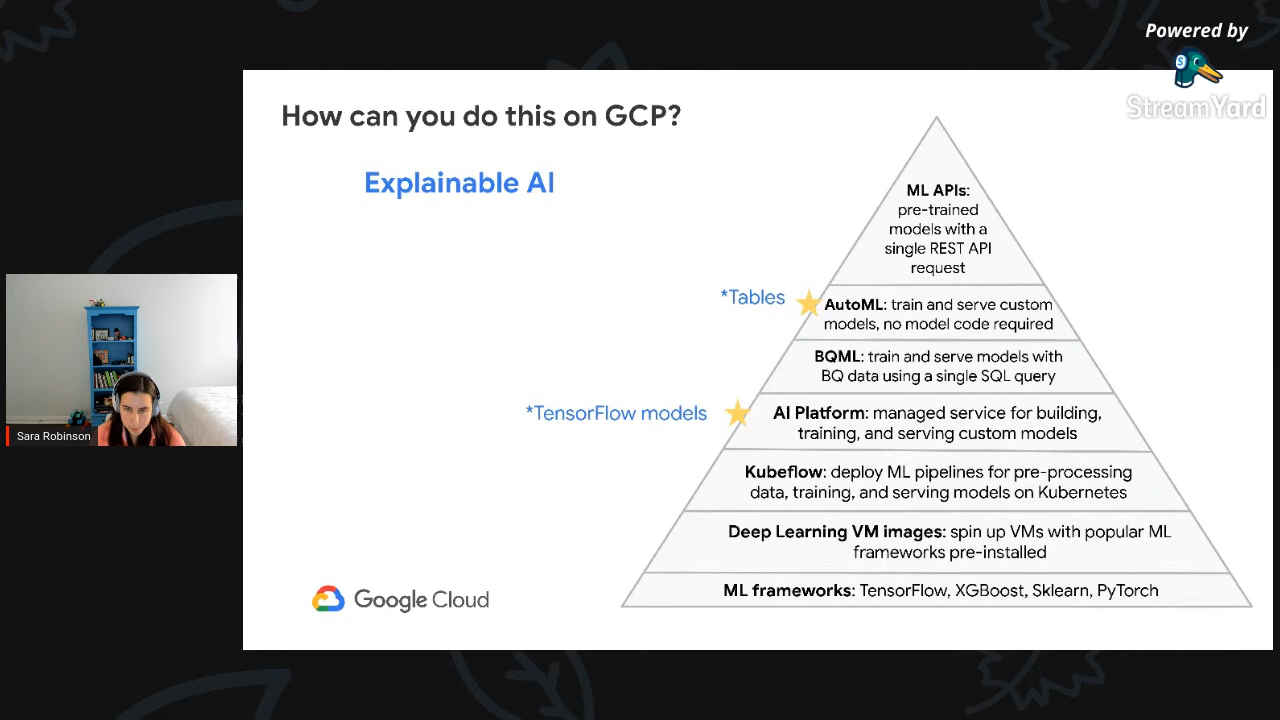 Powered by
StreamYard
How can you do this on GCP?
Explainable AI
ML APIs:
pre-trained
models with a
single REST API
request
*Tables
AutoML: train and serve custom
models, no model code required
BQML: train and serve models with
BQ data using a single SQL query
*TensorFlow models
AI Platform: managed service for building,
training, and serving custom models
Sara Robinson
Kubeflow: deploy ML pipelines for pre-processing
data, training, and serving models on Kubernetes
Deep Learning VM images: spin up VMs with popular ML
frameworks pre-installed
ML frameworks: TensorFlow, XGBoost, Sklearn, PyTorch
Google Cloud